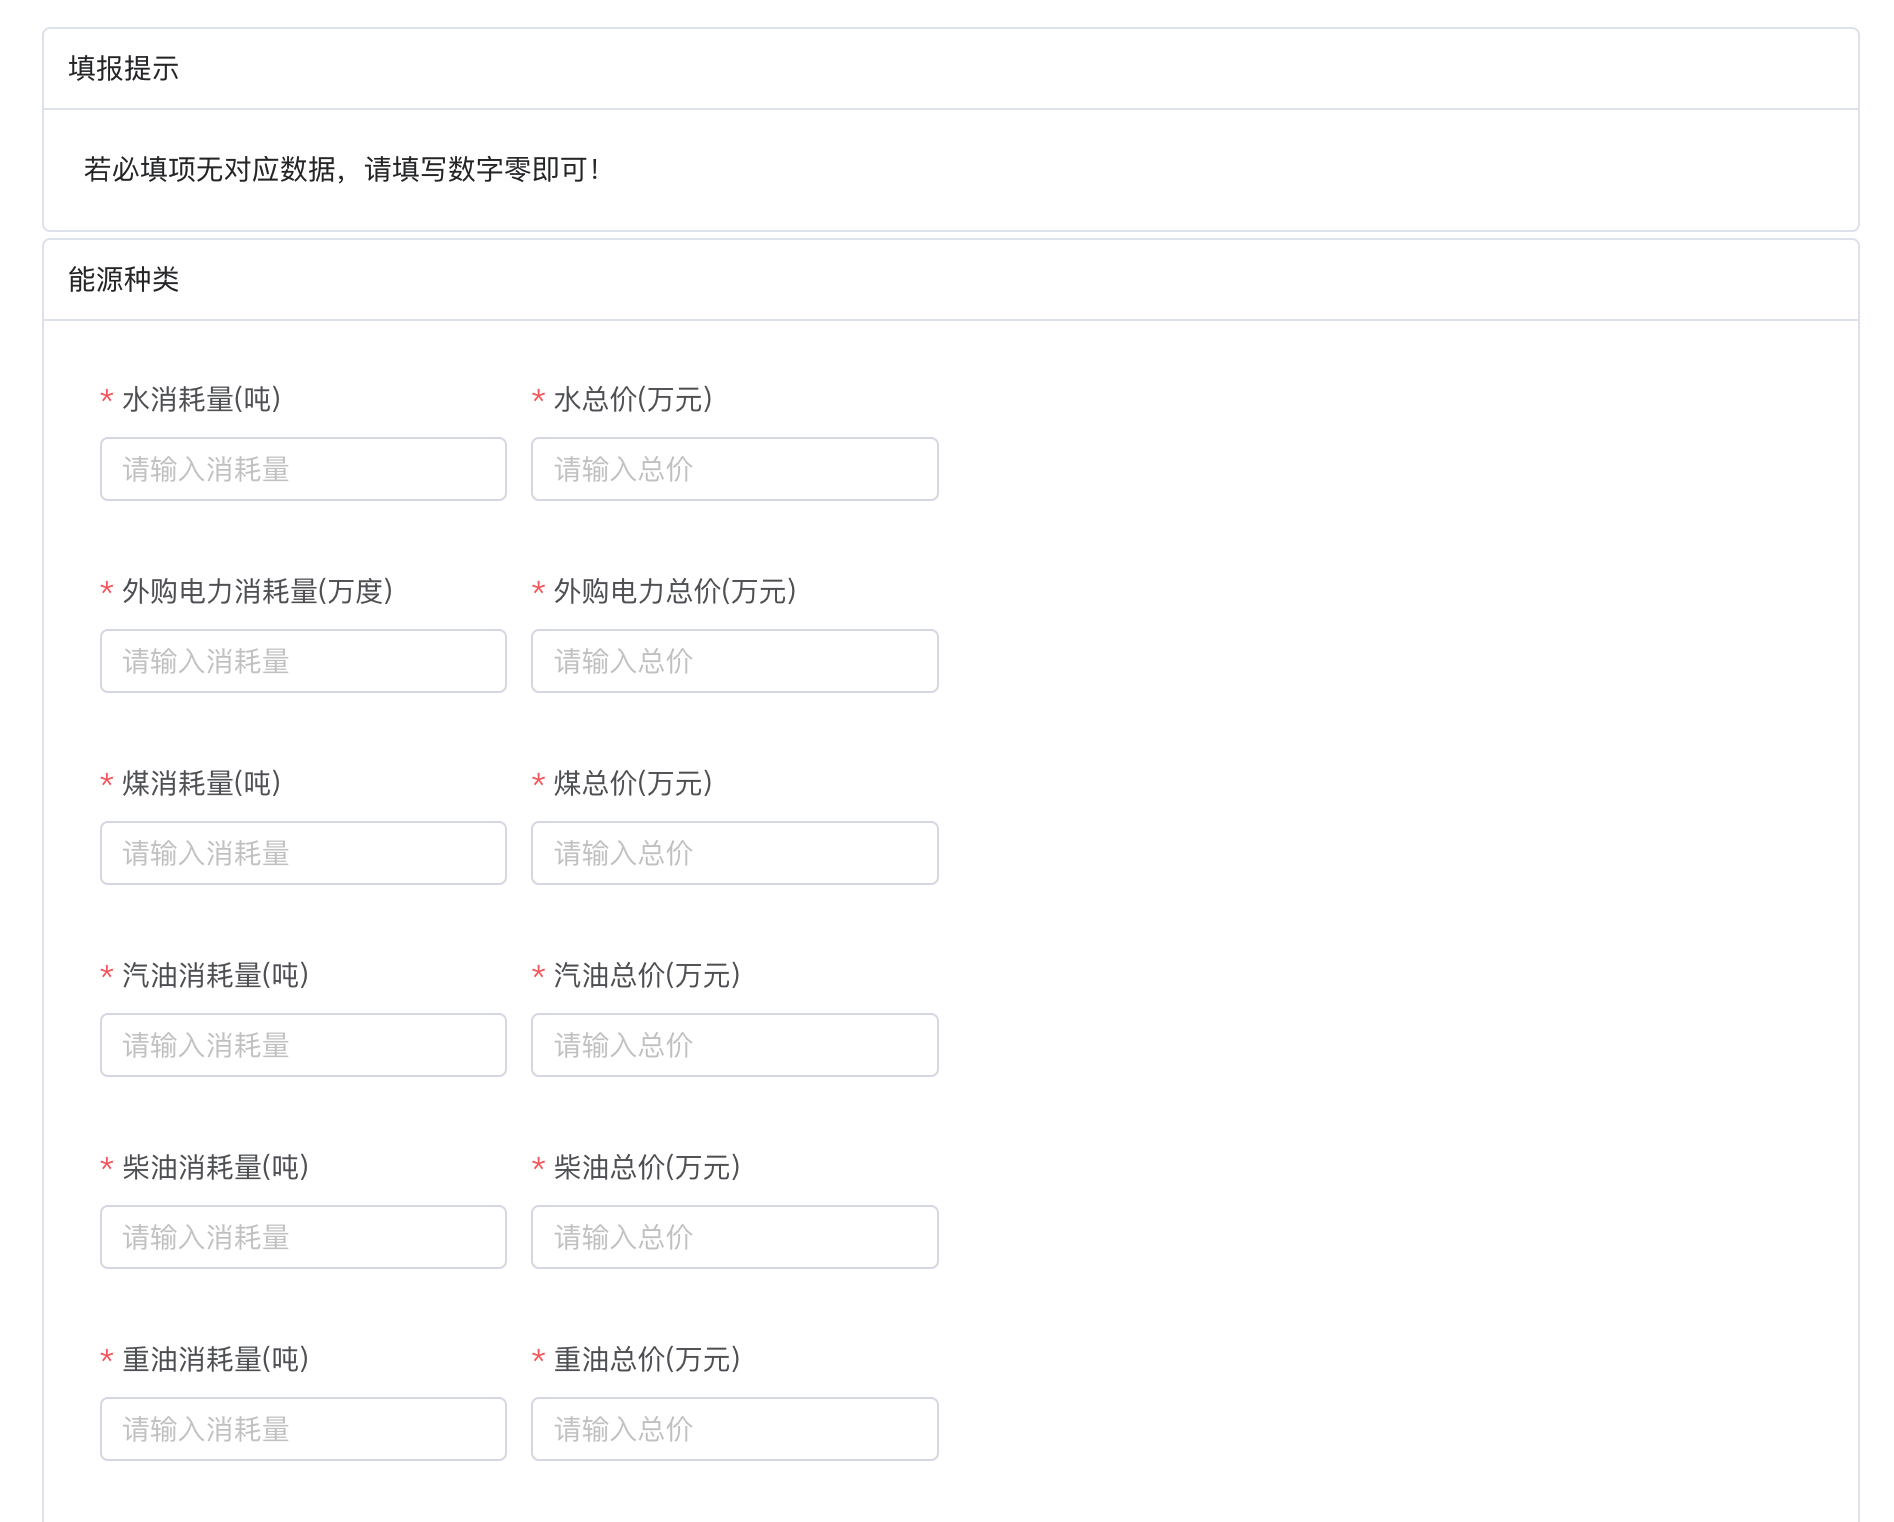 填报提示
若必填项无对应数据，请填写数字零即可！
能源种类
* 水消耗量(吨) * 水总价(万元)
请输入消耗量 请输入总价
* 外购电力消耗量(万度) * 外购电力总价(万元)
请输入消耗量 请输入总价
* 煤消耗量(吨) * 煤总价(万元)
请输入消耗量 请输入总价
* 汽油消耗量(吨) * 汽油总价(万元)
请输入消耗量 请输入总价
* 柴油消耗量(吨) * 柴油总价(万元)
请输入消耗量 请输入总价
* 重油消耗量(吨) * 重油总价(万元)
请输入消耗量 请输入总价